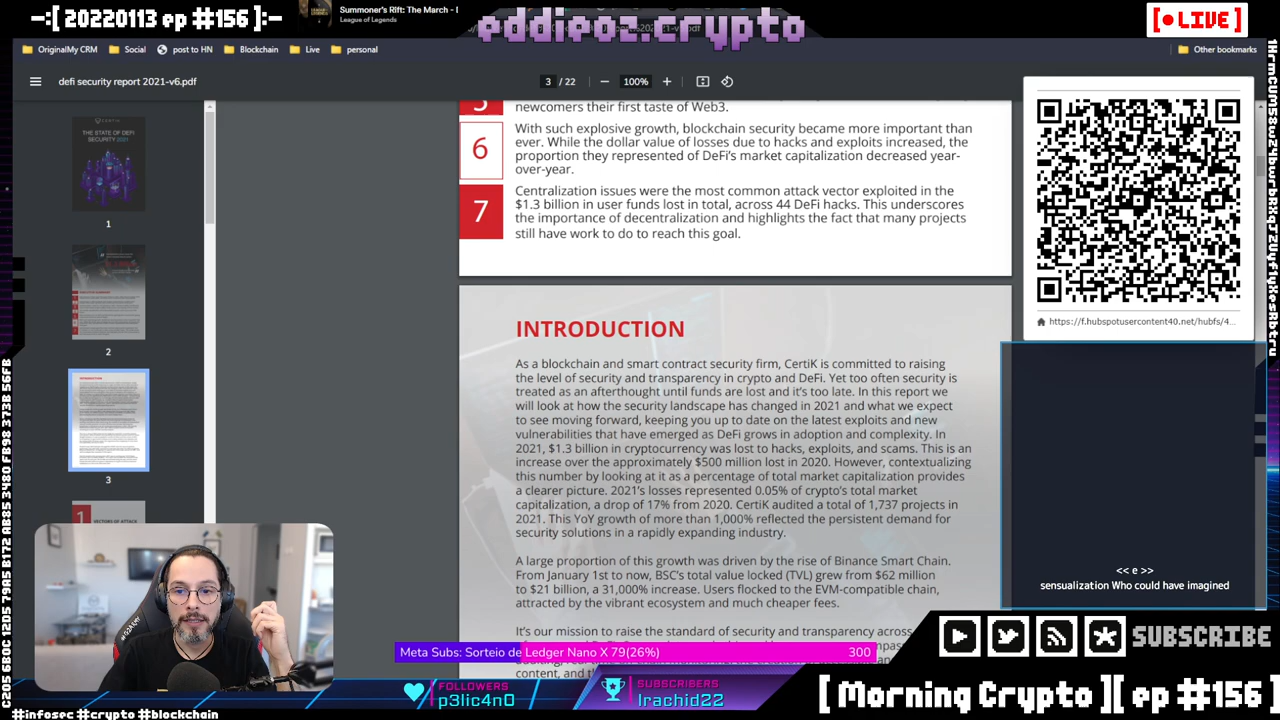 -:[ 20220113 ep #156 ]:-
Summoner's Rift: The March - I
League of Legends
eddieoz.crypto
[● LIVE]
OriginalMy CRM
Social
post to HN
Blockchain
Live
personal
Other bookmarks
defi security report 2021-v6.pdf
3 / 22
100%
THE STATE OF DEFI
SECURITY 2021
1
2
3
5
newcomers their first taste of Web3.
6
With such explosive growth, blockchain security became more important than
ever. While the dollar value of losses due to hacks and exploits increased, the
proportion they represented of DeFi's market capitalization decreased year-
over-year.
7
Centralization issues were the most common attack vector exploited in the
$1.3 billion in user funds lost in total, across 44 DeFi hacks. This underscores
the importance of decentralization and highlights the fact that many projects
still have work to do to reach this goal.
INTRODUCTION
As a blockchain and smart contract security firm, CertiK is committed to raising
the level of security and transparency in crypto and DeFi. Yet too often security is
treated as an afterthought until funds are lost and it's too late. In this report we
will look at how the security landscape has changed in 2021 and what we expect
to see moving forward, keeping you up to date on the latest exploits and new
vulnerabilities that have emerged as DeFi grows in adoption and complexity. In
2021, $1.3 billion in cryptocurrency was lost to hacks, exploits, and scams. This is an
increase over the approximately $500 million lost in 2020. However, contextualizing
this number by looking at it as a percentage of total market capitalization provides
a clearer picture. 2021's losses represented 0.05% of crypto's total market
capitalization, a drop of 17% from 2020. CertiK audited a total of 1,737 projects in
2021. This YoY growth of more than 1,000% reflected the persistent demand for
security solutions in a rapidly expanding industry.
A large proportion of this growth was driven by the rise of Binance Smart Chain.
From January 1st to now, BSC's total value locked (TVL) grew from $62 million
to $21 billion, a 31,000% increase. Users flocked to the EVM-compatible chain,
attracted by the vibrant ecosystem and much cheaper fees.
It's our mission to raise the standard of security and transparency across
content, and
https://f.hubspotusercontent40.net/hubfs/4...
<< e >>
sensualization Who could have imagined
Meta Subs: Sorteio de Ledger Nano X 79(26%)
300
SUBSCRIBE
FOLLOWERS
p3lic4n0
SUBSCRIBERS
lrachid22
[ Morning Crypto ][ ep #156 ]
infosec #crypto #blockchain